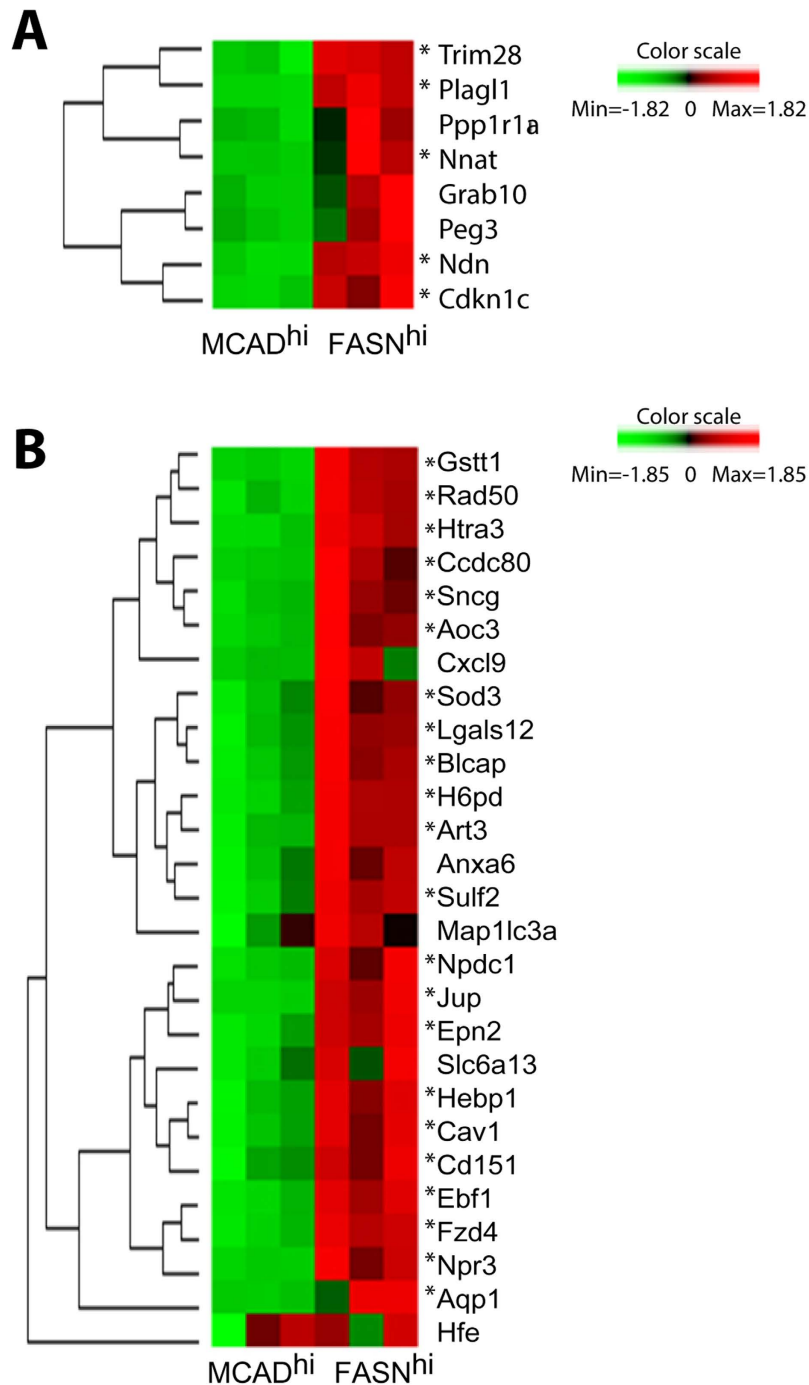 A
* Trim28
* Plagl1
Ppp1r1a
* Nnat
Grab10
Peg3
* Ndn
* Cdkn1c
MCADhi FASNhi
Color scale
Min=-1.82 0 Max=1.82
B
Color scale
Min=-1.85 0 Max=1.85
*Gstt1
*Rad50
*Htra3
*Ccdc80
*Sncg
*Aoc3
Cxcl9
*Sod3
*Lgals12
*Blcap
*H6pd
*Art3
Anxa6
*Sulf2
Map1lc3a
*Npdc1
*Jup
*Epn2
Slc6a13
*Hebp1
*Cav1
*Cd151
*Ebf1
*Fzd4
*Npr3
*Aqp1
Hfe
MCADhi FASNhi